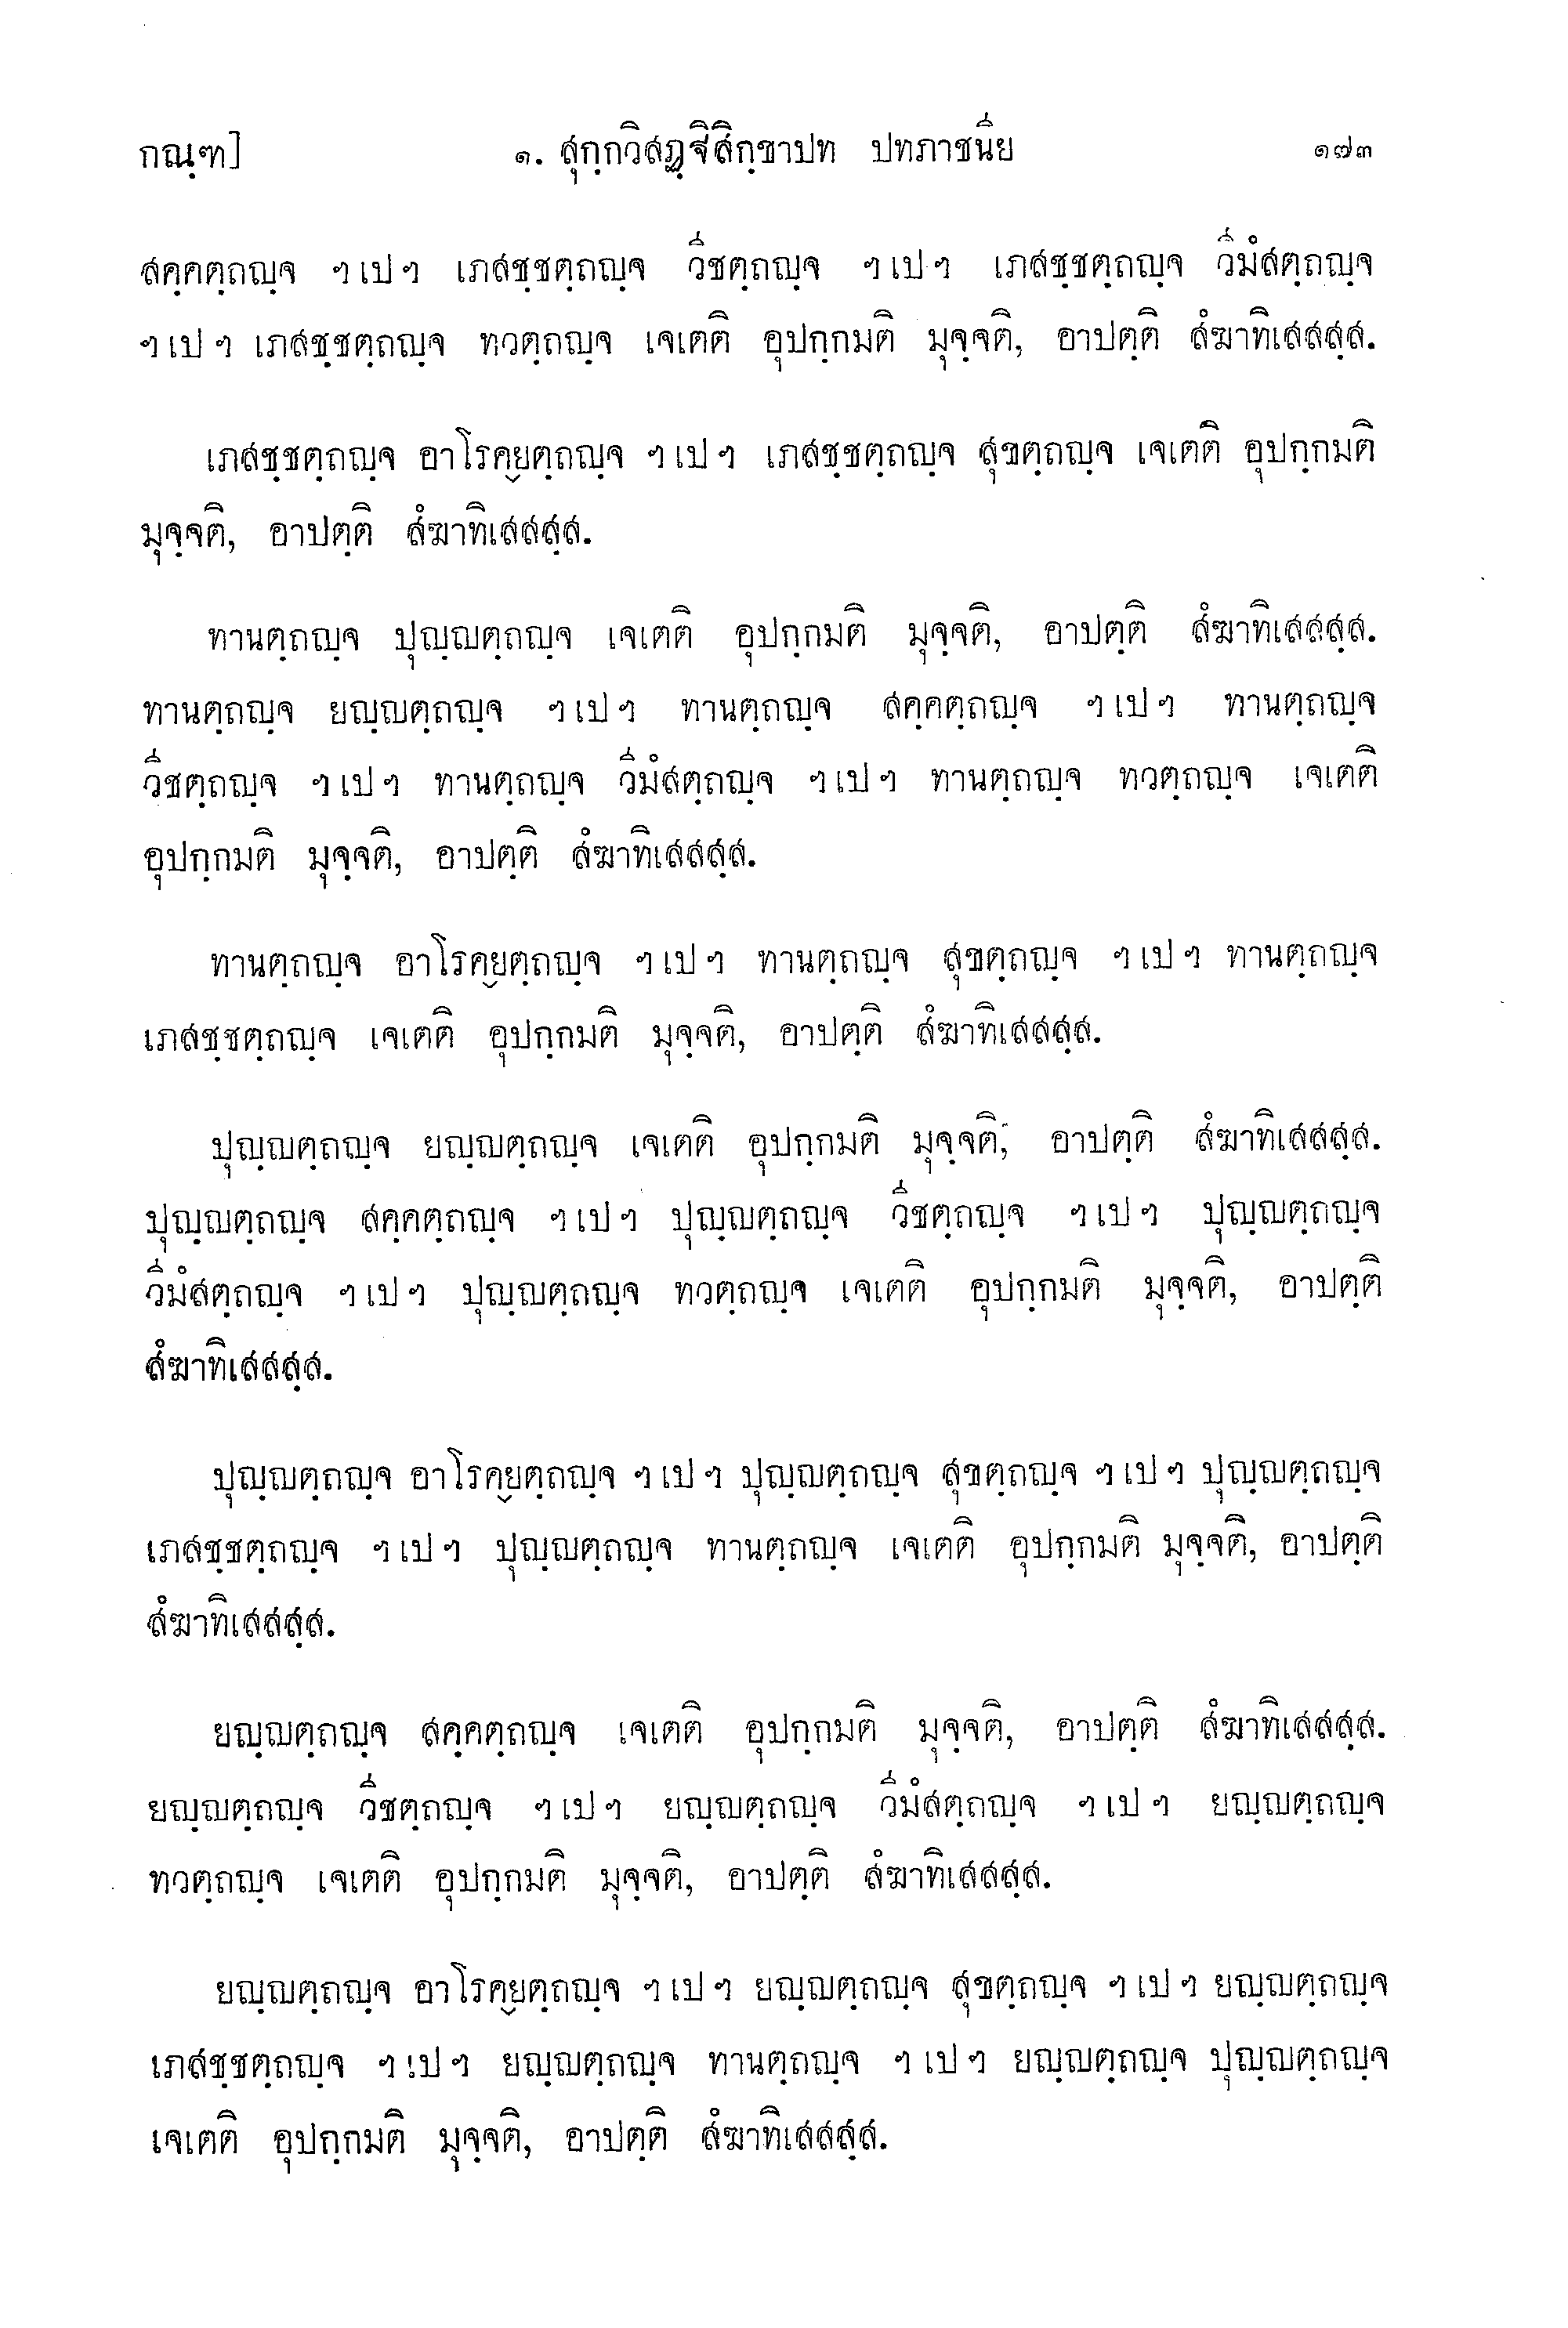 กณฺฑ] ๑. สุกฺกวิสฏฺฐิสิกฺขาปท ปทภาชนีย ๑๗๓
สคฺคตฺถญฺจ ฯ เป ฯ เภสชฺชตฺถญฺจ วีชตฺถญฺจ ฯ เป ฯ เภสชฺชตฺถญฺจ วีมํสตฺถญฺจ
ฯ เป ฯ เภสชฺชตฺถญฺจ ทวตฺถญฺจ เจเตติ อุปกฺกมติ มุจฺจติ, อาปตฺติ สํฆาทิเสสสฺส.
เภสชฺชตฺถญฺจ อาโรคฺยตฺถญฺจ ฯ เป ฯ เภสชฺชตฺถญฺจ สุขตฺถญฺจ เจเตติ อุปกฺกมติ
มุจฺจติ, อาปตฺติ สํฆาทิเสสสฺส.
ทานตฺถญฺจ ปุญฺญตฺถญฺจ เจเตติ อุปกฺกมติ มุจฺจติ, อาปตฺติ สํฆาทิเสสสฺส.
ทานตฺถญฺจ ยญฺญตฺถญฺจ ฯ เป ฯ ทานตฺถญฺจ สคฺคตฺถญฺจ ฯ เป ฯ ทานตฺถญฺจ
วีชตฺถญฺจ ฯ เป ฯ ทานตฺถญฺจ วีมํสตฺถญฺจ ฯ เป ฯ ทานตฺถญฺจ ทวตฺถญฺจ เจเตติ
อุปกฺกมติ มุจฺจติ, อาปตฺติ สํฆาทิเสสสฺส.
ทานตฺถญฺจ อาโรคฺยตฺถญฺจ ฯ เป ฯ ทานตฺถญฺจ สุขตฺถญฺจ ฯ เป ฯ ทานตฺถญฺจ
เภสชฺชตฺถญฺจ เจเตติ อุปกฺกมติ มุจฺจติ, อาปตฺติ สํฆาทิเสสสฺส.
ปุญฺญตฺถญฺจ ยญฺญตฺถญฺจ เจเตติ อุปกฺกมติ มุจฺจติ, อาปตฺติ สํฆาทิเสสสฺส.
ปุญฺญตฺถญฺจ สคฺคตฺถญฺจ ฯ เป ฯ ปุญฺญตฺถญฺจ วีชตฺถญฺจ ฯ เป ฯ ปุญฺญตฺถญฺจ
วีมํสตฺถญฺจ ฯ เป ฯ ปุญฺญตฺถญฺจ ทวตฺถญฺจ เจเตติ อุปกฺกมติ มุจฺจติ, อาปตฺติ
สํฆาทิเสสสฺส.
ปุญฺญตฺถญฺจ อาโรคฺยตฺถญฺจ ฯ เป ฯ ปุญฺญตฺถญฺจ สุขตฺถญฺจ ฯ เป ฯ ปุญฺญตฺถญฺจ
เภสชฺชตฺถญฺจ ฯ เป ฯ ปุญฺญตฺถญฺจ ทานตฺถญฺจ เจเตติ อุปกฺกมติ มุจฺจติ, อาปตฺติ
สํฆาทิเสสสฺส.
ยญฺญตฺถญฺจ สคฺคตฺถญฺจ เจเตติ อุปกฺกมติ มุจฺจติ, อาปตฺติ สํฆาทิเสสสฺส.
ยญฺญตฺถญฺจ วีชตฺถญฺจ ฯ เป ฯ ยญฺญตฺถญฺจ วีมํสตฺถญฺจ ฯ เป ฯ ยญฺญตฺถญฺจ
ทวตฺถญฺจ เจเตติ อุปกฺกมติ มุจฺจติ, อาปตฺติ สํฆาทิเสสสฺส.
ยญฺญตฺถญฺจ อาโรคฺยตฺถญฺจ ฯ เป ฯ ยญฺญตฺถญฺจ สุขตฺถญฺจ ฯ เป ฯ ยญฺญตฺถญฺจ
เภสชฺชตฺถญฺจ ฯ เป ฯ ยญฺญตฺถญฺจ ทานตฺถญฺจ ฯ เป ฯ ยญฺญตฺถญฺจ ปุญฺญตฺถญฺจ
เจเตติ อุปกฺกมติ มุจฺจติ, อาปตฺติ สํฆาทิเสสสฺส.